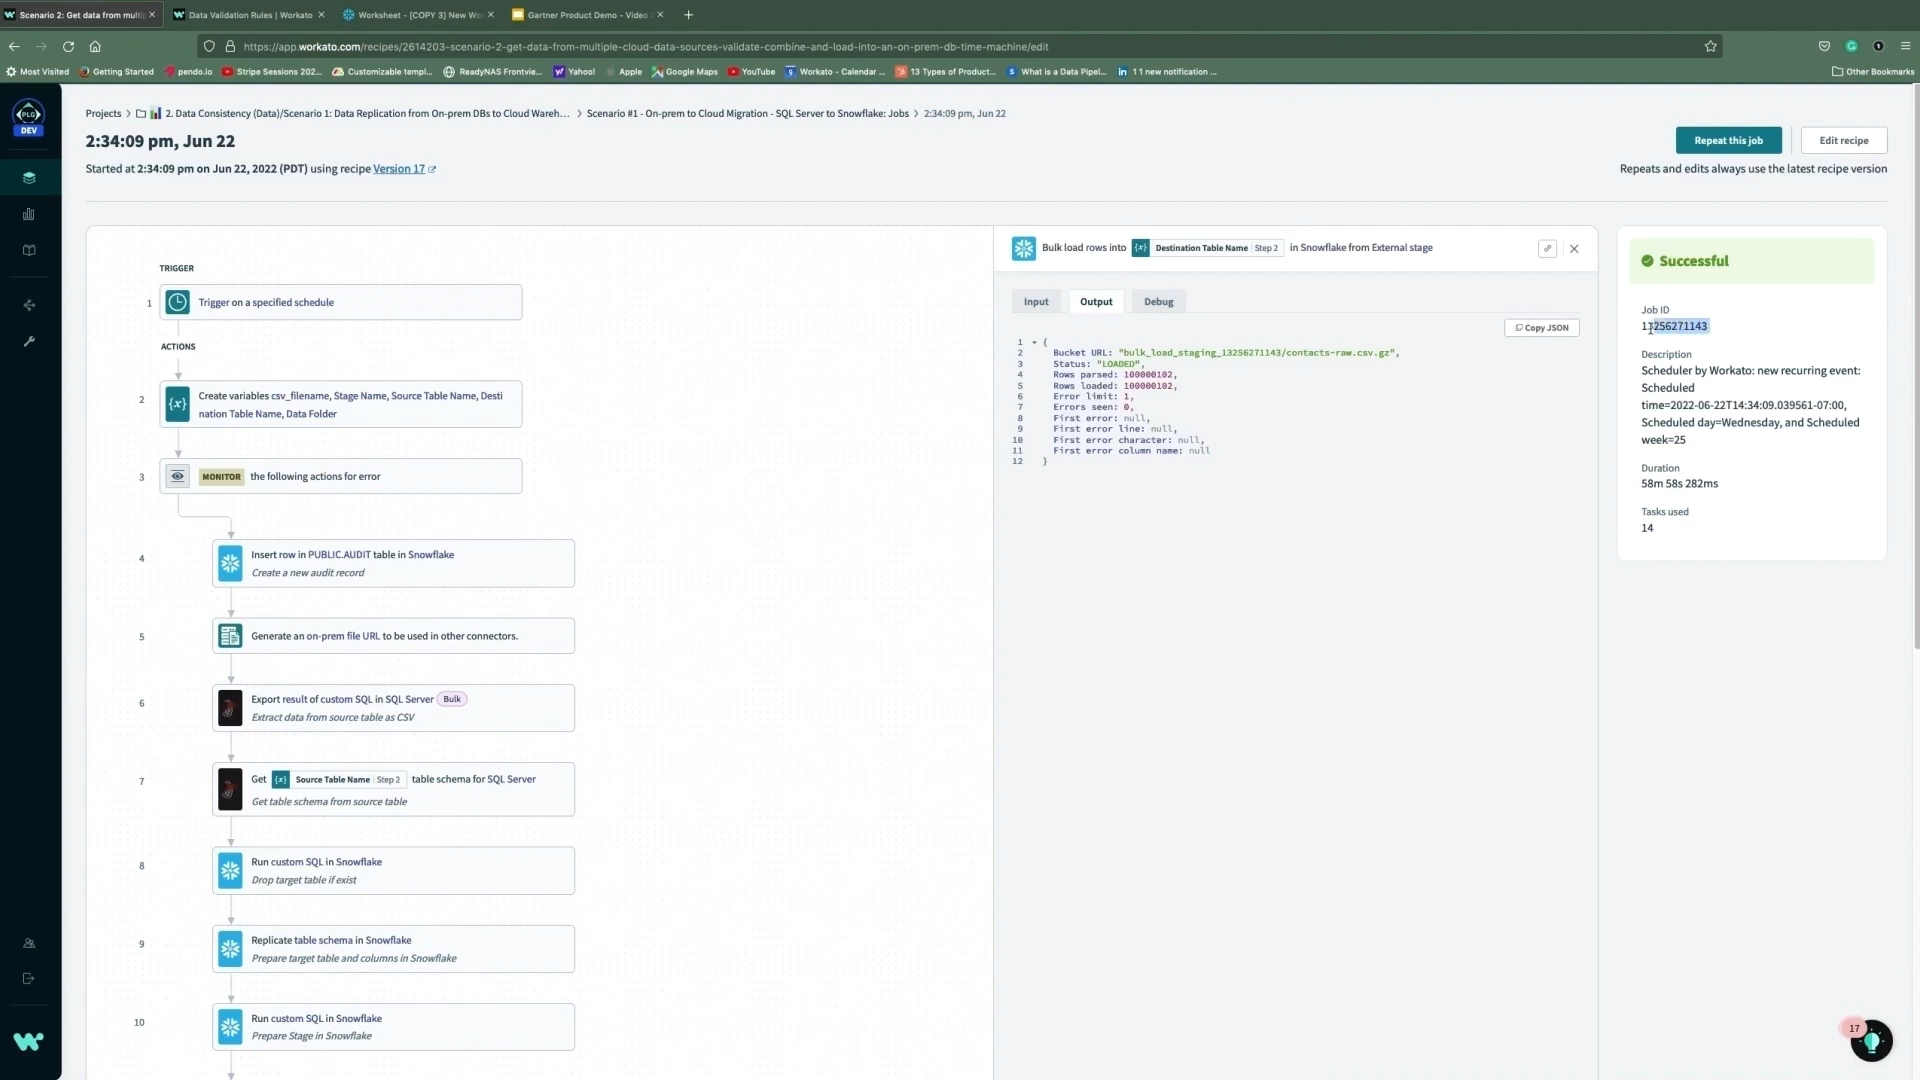 Scenario 2: Get data from multi
Data Validation Rules | Workato
Worksheet - [COPY 3] New Wo
Gartner Product Demo - Video 2
https://app.workato.com/recipes/2614203-scenario-2-get-data-from-multiple-cloud-data-sources-validate-combine-and-load-into-an-on-prem-db-time-machine/edit
Most Visited
Getting Started
pendo.io
Stripe Sessions 202...
Customizable templ...
ReadyNAS Frontvie...
Yahoo!
Apple
Google Maps
YouTube
Workato - Calendar ...
13 Types of Product...
What is a Data Pipel...
1 1 new notification ...
Other Bookmarks
PLG
DEV
Projects > 2. Data Consistency (Data)/Scenario 1: Data Replication from On-prem DBs to Cloud Wareh... > Scenario #1 - On-prem to Cloud Migration - SQL Server to Snowflake: Jobs > 2:34:09 pm, Jun 22
2:34:09 pm, Jun 22
Started at 2:34:09 pm on Jun 22, 2022 (PDT) using recipe Version 17
Repeat this job
Edit recipe
Repeats and edits always use the latest recipe version
TRIGGER
1 Trigger on a specified schedule
ACTIONS
2 Create variables csv_filename, Stage Name, Source Table Name, Desti
nation Table Name, Data Folder
3 MONITOR the following actions for error
4 Insert row in PUBLIC.AUDIT table in Snowflake
Create a new audit record
5 Generate an on-prem file URL to be used in other connectors.
6 Export result of custom SQL in SQL Server Bulk
Extract data from source table as CSV
7 Get {x} Source Table Name | Step 2 table schema for SQL Server
Get table schema from source table
8 Run custom SQL in Snowflake
Drop target table if exist
9 Replicate table schema in Snowflake
Prepare target table and columns in Snowflake
10 Run custom SQL in Snowflake
Prepare Stage in Snowflake
Bulk load rows into {x} Destination Table Name | Step 2 in Snowflake from External stage
Input
Output
Debug
Copy JSON
1 {
2 Bucket URL: "bulk_load_staging_13256271143/contacts-raw.csv.gz",
3 Status: "LOADED",
4 Rows parsed: 100000102,
5 Rows loaded: 100000102,
6 Error limit: 1,
7 Errors seen: 0,
8 First error: null,
9 First error line: null,
10 First error character: null,
11 First error column name: null
12 }
Successful
Job ID
13256271143
Description
Scheduler by Workato: new recurring event:
Scheduled
time=2022-06-22T14:34:09.039561-07:00,
Scheduled day=Wednesday, and Scheduled
week=25
Duration
58m 58s 282ms
Tasks used
14
17